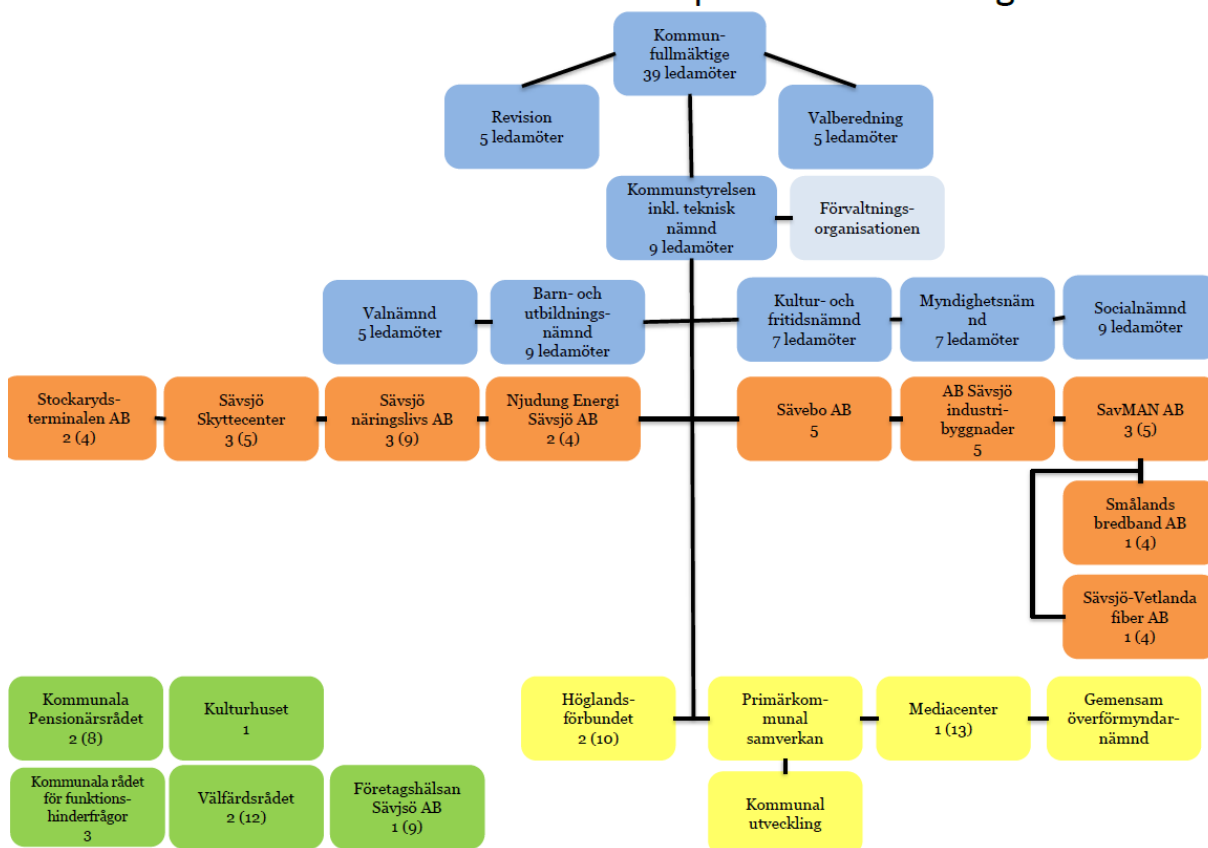 Kommun-
fullmäktige
39 ledamöter
Revision
5 ledamöter
Valberedning
5 ledamöter
Kommunstyrelsen
inkl. teknisk
nämnd
9 ledamöter
Förvaltnings-
organisationen
Valnämnd
5 ledamöter
Barn- och
utbildnings-
nämnd
9 ledamöter
Kultur- och
fritidsnämnd
7 ledamöter
Myndighetsnäm
nd
7 ledamöter
Socialnämnd
9 ledamöter
Stockaryds-
terminalen AB
2 (4)
Sävsjö
Skyttecenter
3 (5)
Sävsjö
näringslivs AB
3 (9)
Njudung Energi
Sävsjö AB
2 (4)
Sävebo AB
5
AB Sävsjö
industri-
byggnader
5
SavMAN AB
3 (5)
Smålands
bredband AB
1 (4)
Sävsjö-Vetlanda
fiber AB
1 (4)
Kommunala
Pensionärsrådet
2 (8)
Kulturhuset
1
Höglands-
förbundet
2 (10)
Primärkom-
munal
samverkan
Mediacenter
1 (13)
Gemensam
överförmyndar-
nämnd
Kommunala rådet
för funktions-
hinderfrågor
3
Välfärdsrådet
2 (12)
Företagshälsan
Sävjsö AB
1 (9)
Kommunal
utveckling